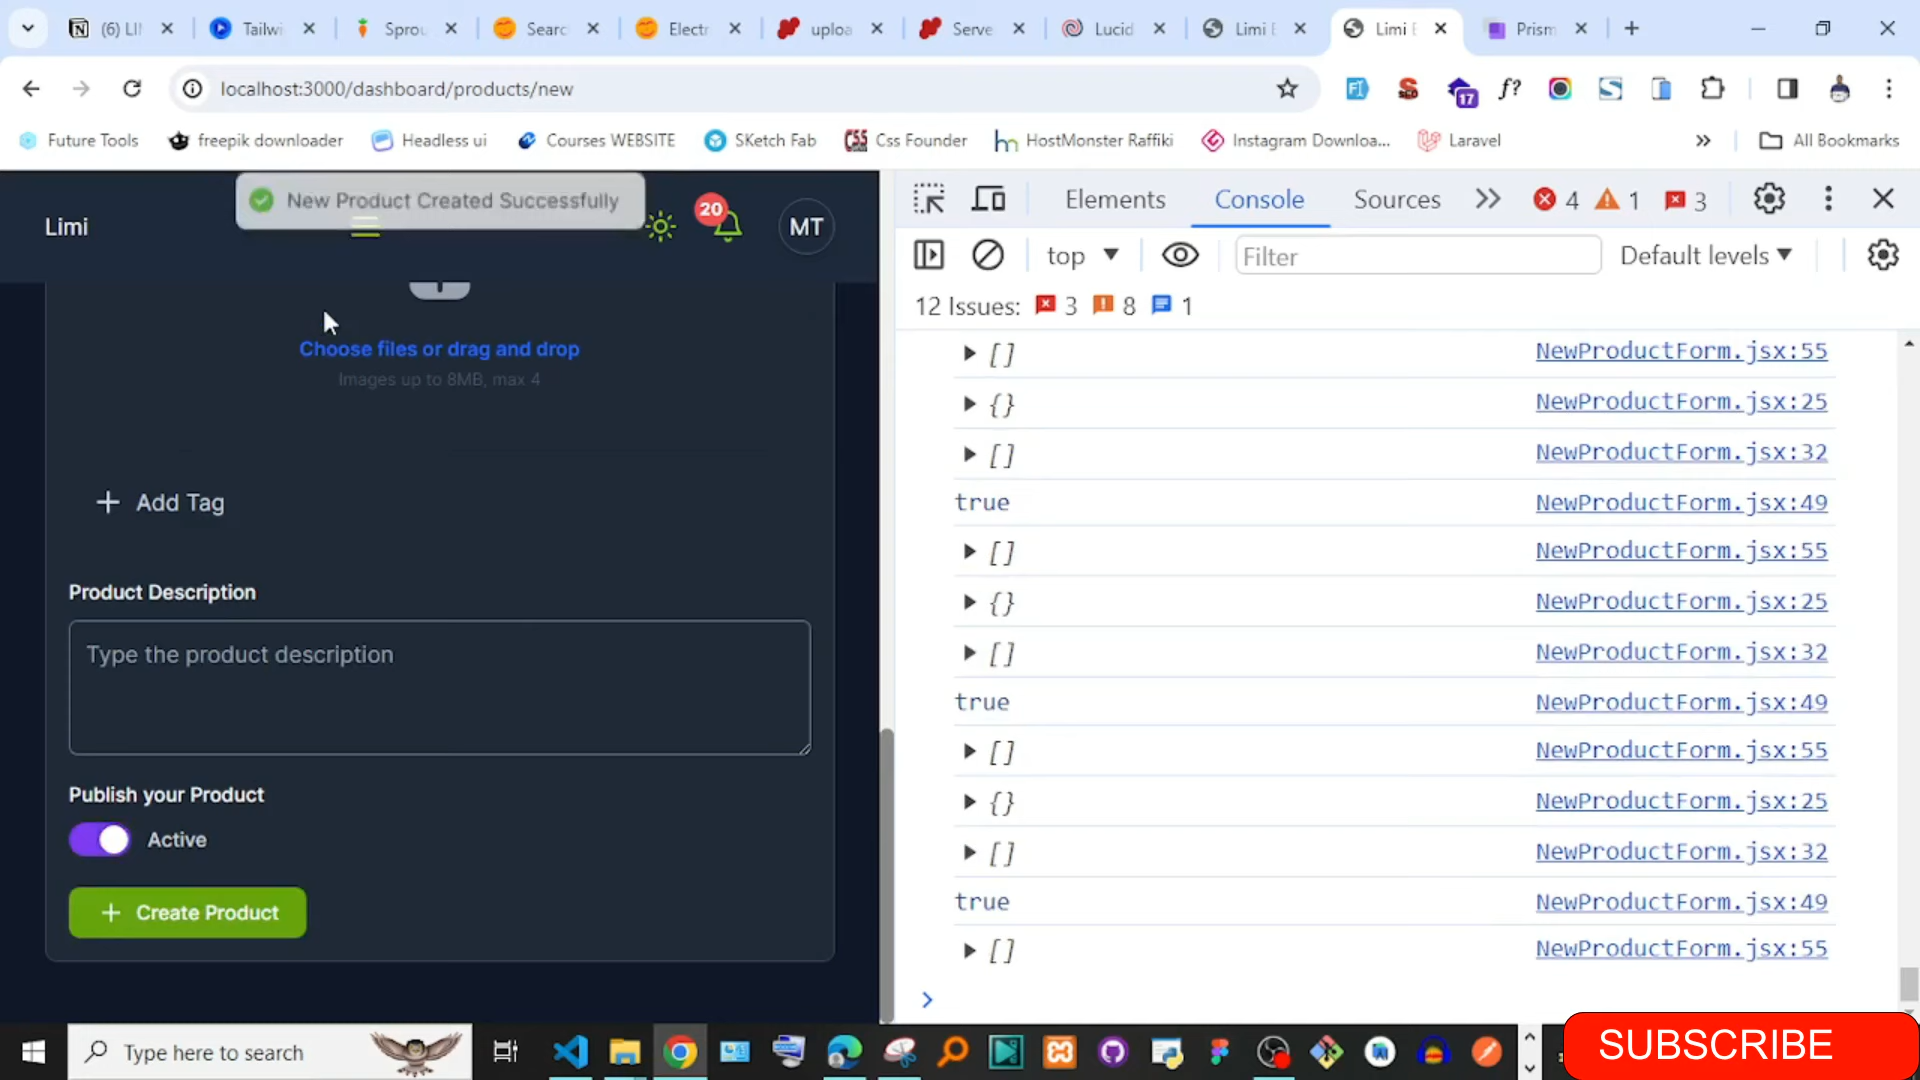 (6) LII
Tailwi
Sprou
Searc
Electr
uploa
Serve
Lucid
Limi E
Limi E
Prism
localhost:3000/dashboard/products/new
17
f?
Future Tools
freepik downloader
Headless ui
Courses WEBSITE
SKetch Fab
Css Founder
HostMonster Raffiki
Instagram Downloa...
Laravel
All Bookmarks
Limi
New Product Created Successfully
20
MT
Choose files or drag and drop
Images up to 8MB, max 4
Add Tag
Product Description
Type the product description
Publish your Product
Active
Create Product
Elements
Console
Sources
4
1
3
top
Filter
Default levels
12 Issues:
3
8
1
[] NewProductForm.jsx:55
{} NewProductForm.jsx:25
[] NewProductForm.jsx:32
true NewProductForm.jsx:49
[] NewProductForm.jsx:55
{} NewProductForm.jsx:25
[] NewProductForm.jsx:32
true NewProductForm.jsx:49
[] NewProductForm.jsx:55
{} NewProductForm.jsx:25
[] NewProductForm.jsx:32
true NewProductForm.jsx:49
[] NewProductForm.jsx:55
Type here to search
SUBSCRIBE